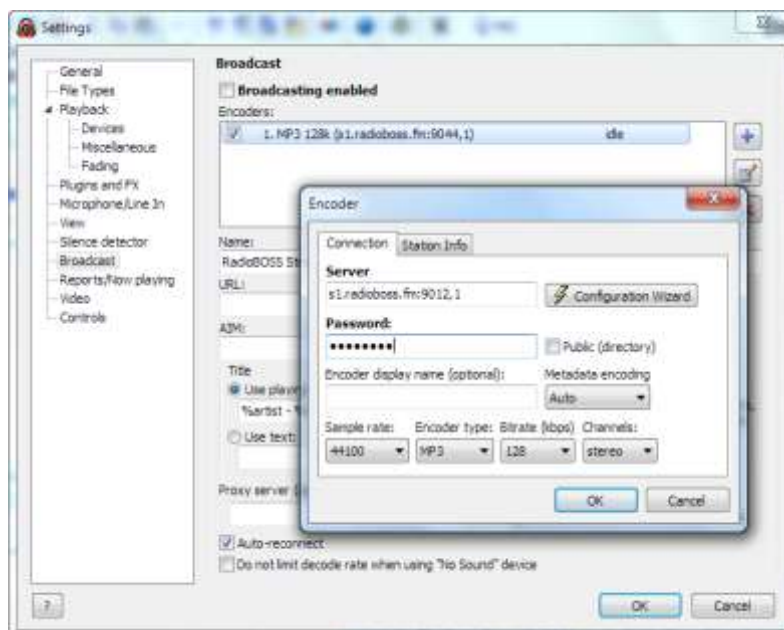 Settings
General
File Types
Playback
Devices
Miscellaneous
Fading
Plugins and FX
Microphone/Line In
View
Silence detector
Broadcast
Reports/Now playing
Video
Controls
Broadcast
Broadcasting enabled
Encoders:
1. MP3 128k (s1.radioboss.fm:9044,1) idle
Name:
RadioBOSS
URL:
AIM:
Title
Use
%artist -
Use text:
Proxy server
Auto-reconnect
Do not limit decode rate when using "No Sound" device
?
OK Cancel
Encoder
Connection Station Info
Server
s1.radioboss.fm:9012,1 Configuration Wizard
Password:
•••••••• Public (directory)
Encoder display name (optional): Metadata encoding
Auto
Sample rate: Encoder type: Bitrate (kbps) Channels:
44100 MP3 128 stereo
OK Cancel